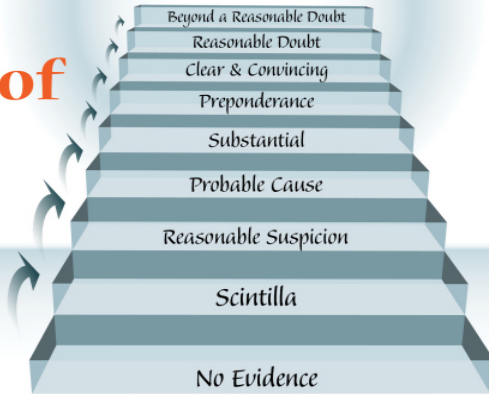 of
Beyond a Reasonable Doubt
Reasonable Doubt
Clear & Convincing
Preponderance
Substantial
Probable Cause
Reasonable Suspicion
Scintilla
No Evidence